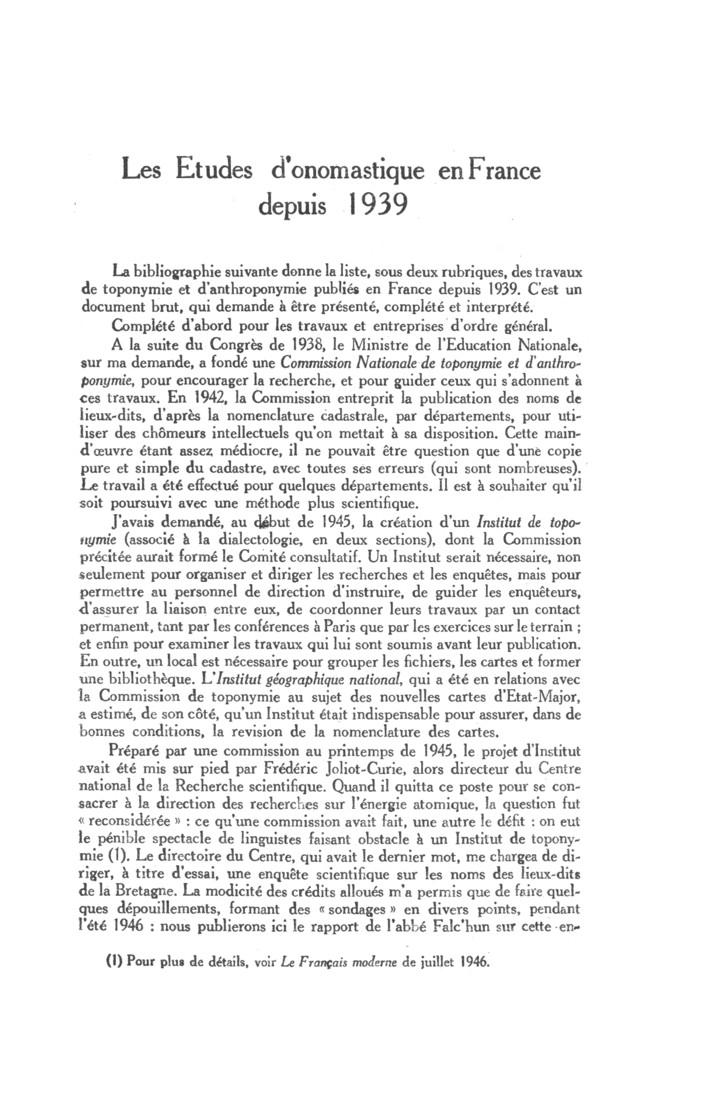 Les Etudes d'onomastique en France
depuis 1939
La bibliographie suivante donne la liste, sous deux rubriques, des travaux
de toponymie et d'anthroponymie publiés en France depuis 1939. C'est un
document brut, qui demande à être présenté, complété et interprété.
Complété d'abord pour les travaux et entreprises d'ordre général.
A la suite du Congrès de 1938, le Ministre de l'Education Nationale,
sur ma demande, a fondé une Commission Nationale de toponymie et d'anthro-
ponymie, pour encourager la recherche, et pour guider ceux qui s'adonnent à
ces travaux. En 1942, la Commission entreprit la publication des noms de
lieux-dits, d'après la nomenclature cadastrale, par départements, pour uti-
liser des chômeurs intellectuels qu'on mettait à sa disposition. Cette main-
d'œuvre étant assez médiocre, il ne pouvait être question que d'une copie
pure et simple du cadastre, avec toutes ses erreurs (qui sont nombreuses).
Le travail a été effectué pour quelques départements. Il est à souhaiter qu'il
soit poursuivi avec une méthode plus scientifique.
J'avais demandé, au début de 1945, la création d'un Institut de topo-
nymie (associé à la dialectologie, en deux sections), dont la Commission
précitée aurait formé le Comité consultatif. Un Institut serait nécessaire, non
seulement pour organiser et diriger les recherches et les enquêtes, mais pour
permettre au personnel de direction d'instruire, de guider les enquêteurs,
d'assurer la liaison entre eux, de coordonner leurs travaux par un contact
permanent, tant par les conférences à Paris que par les exercices sur le terrain ;
et enfin pour examiner les travaux qui lui sont soumis avant leur publication.
En outre, un local est nécessaire pour grouper les fichiers, les cartes et former
une bibliothèque. L'Institut géographique national, qui a été en relations avec
la Commission de toponymie au sujet des nouvelles cartes d'Etat-Major,
a estimé, de son côté, qu'un Institut était indispensable pour assurer, dans de
bonnes conditions, la revision de la nomenclature des cartes.
Préparé par une commission au printemps de 1945, le projet d'Institut
avait été mis sur pied par Frédéric Joliot-Curie, alors directeur du Centre
national de la Recherche scientifique. Quand il quitta ce poste pour se con-
sacrer à la direction des recherches sur l'énergie atomique, la question fut
« reconsidérée » : ce qu'une commission avait fait, une autre le défit : on eut
le pénible spectacle de linguistes faisant obstacle à un Institut de topony-
mie (1). Le directoire du Centre, qui avait le dernier mot, me chargea de di-
riger, à titre d'essai, une enquête scientifique sur les noms des lieux-dits
de la Bretagne. La modicité des crédits alloués m'a permis que de faire quel-
ques dépouillements, formant des « sondages » en divers points, pendant
l'été 1946 : nous publierons ici le rapport de l'abbé Falc'hun sur cette en-
(1) Pour plus de détails, voir Le Français moderne de juillet 1946.